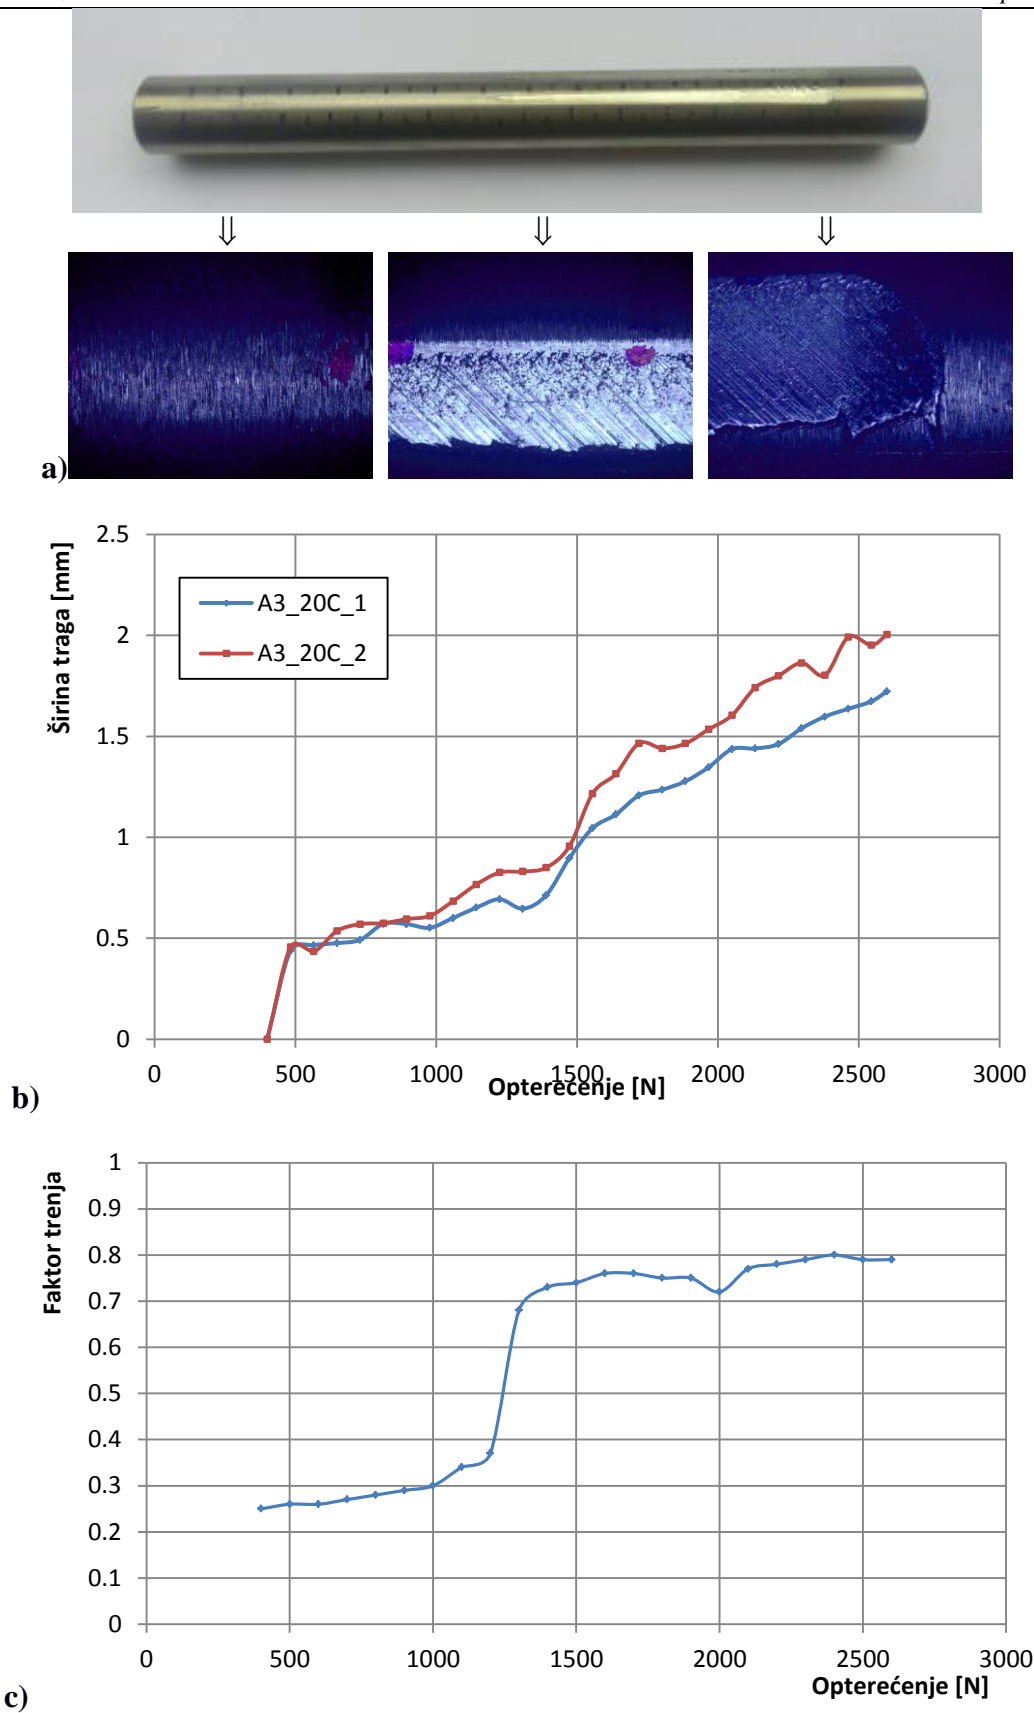 ⇓ ⇓ ⇓
a)
2.5
2
1.5
1
0.5
0
Širina traga [mm]
A3_20C_1
A3_20C_2
0 500 1000 1500 2000 2500 3000
Opterećenje [N]
b)
1
0.9
0.8
0.7
0.6
0.5
0.4
0.3
0.2
0.1
0
Faktor trenja
0 500 1000 1500 2000 2500 3000
Opterećenje [N]
c)